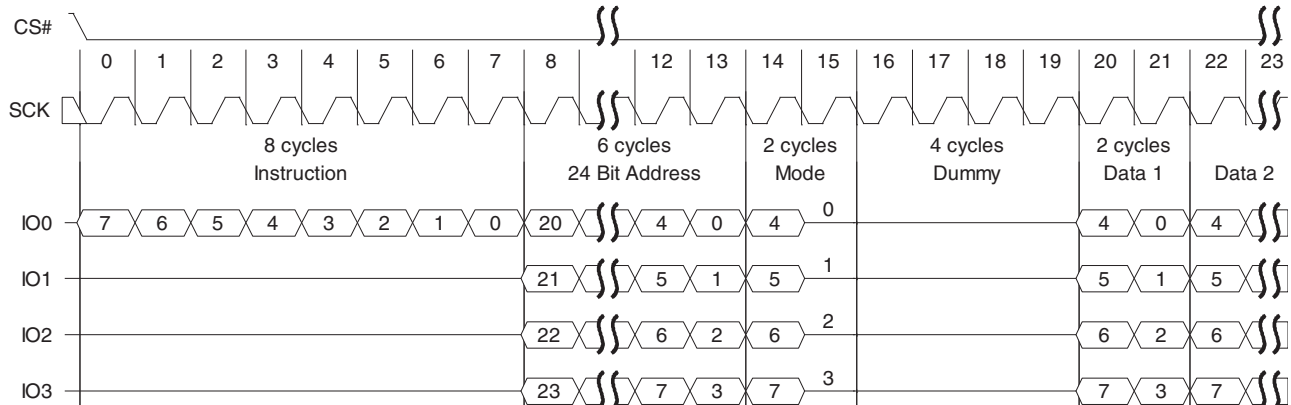 CS#
0 1 2 3 4 5 6 7 8 12 13 14 15 16 17 18 19 20 21 22 23
SCK
8 cycles 6 cycles 2 cycles 4 cycles 2 cycles
Instruction 24 Bit Address Mode Dummy Data 1 Data 2
IO0 7 6 5 4 3 2 1 0 20 4 0 4 0 4 0 4
IO1 21 5 1 5 1 5 1 5
IO2 22 6 2 6 2 6 2 6
IO3 23 7 3 7 3 7 3 7